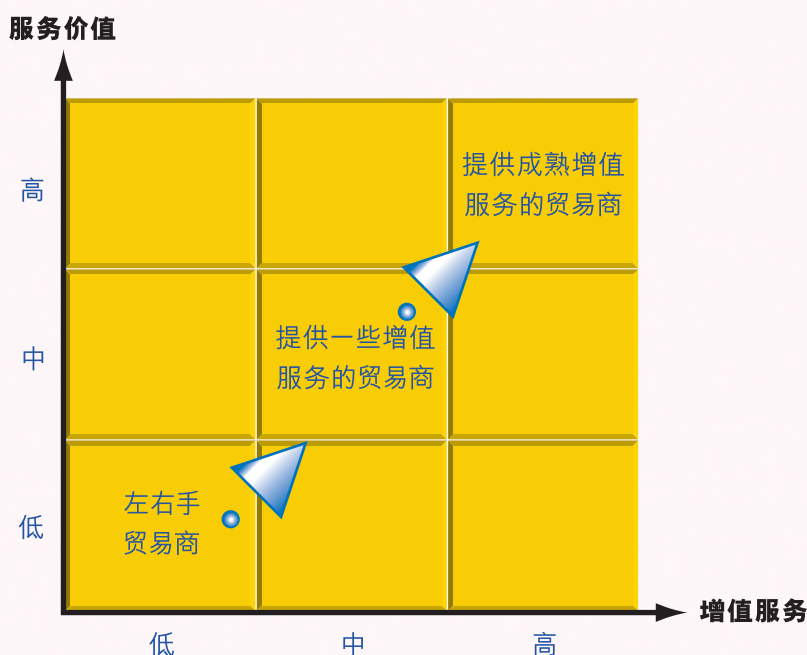 服务价值
高
提供成熟增值
服务的贸易商
中
提供一些增值
服务的贸易商
低
左右手
贸易商
增值服务
低
中
高